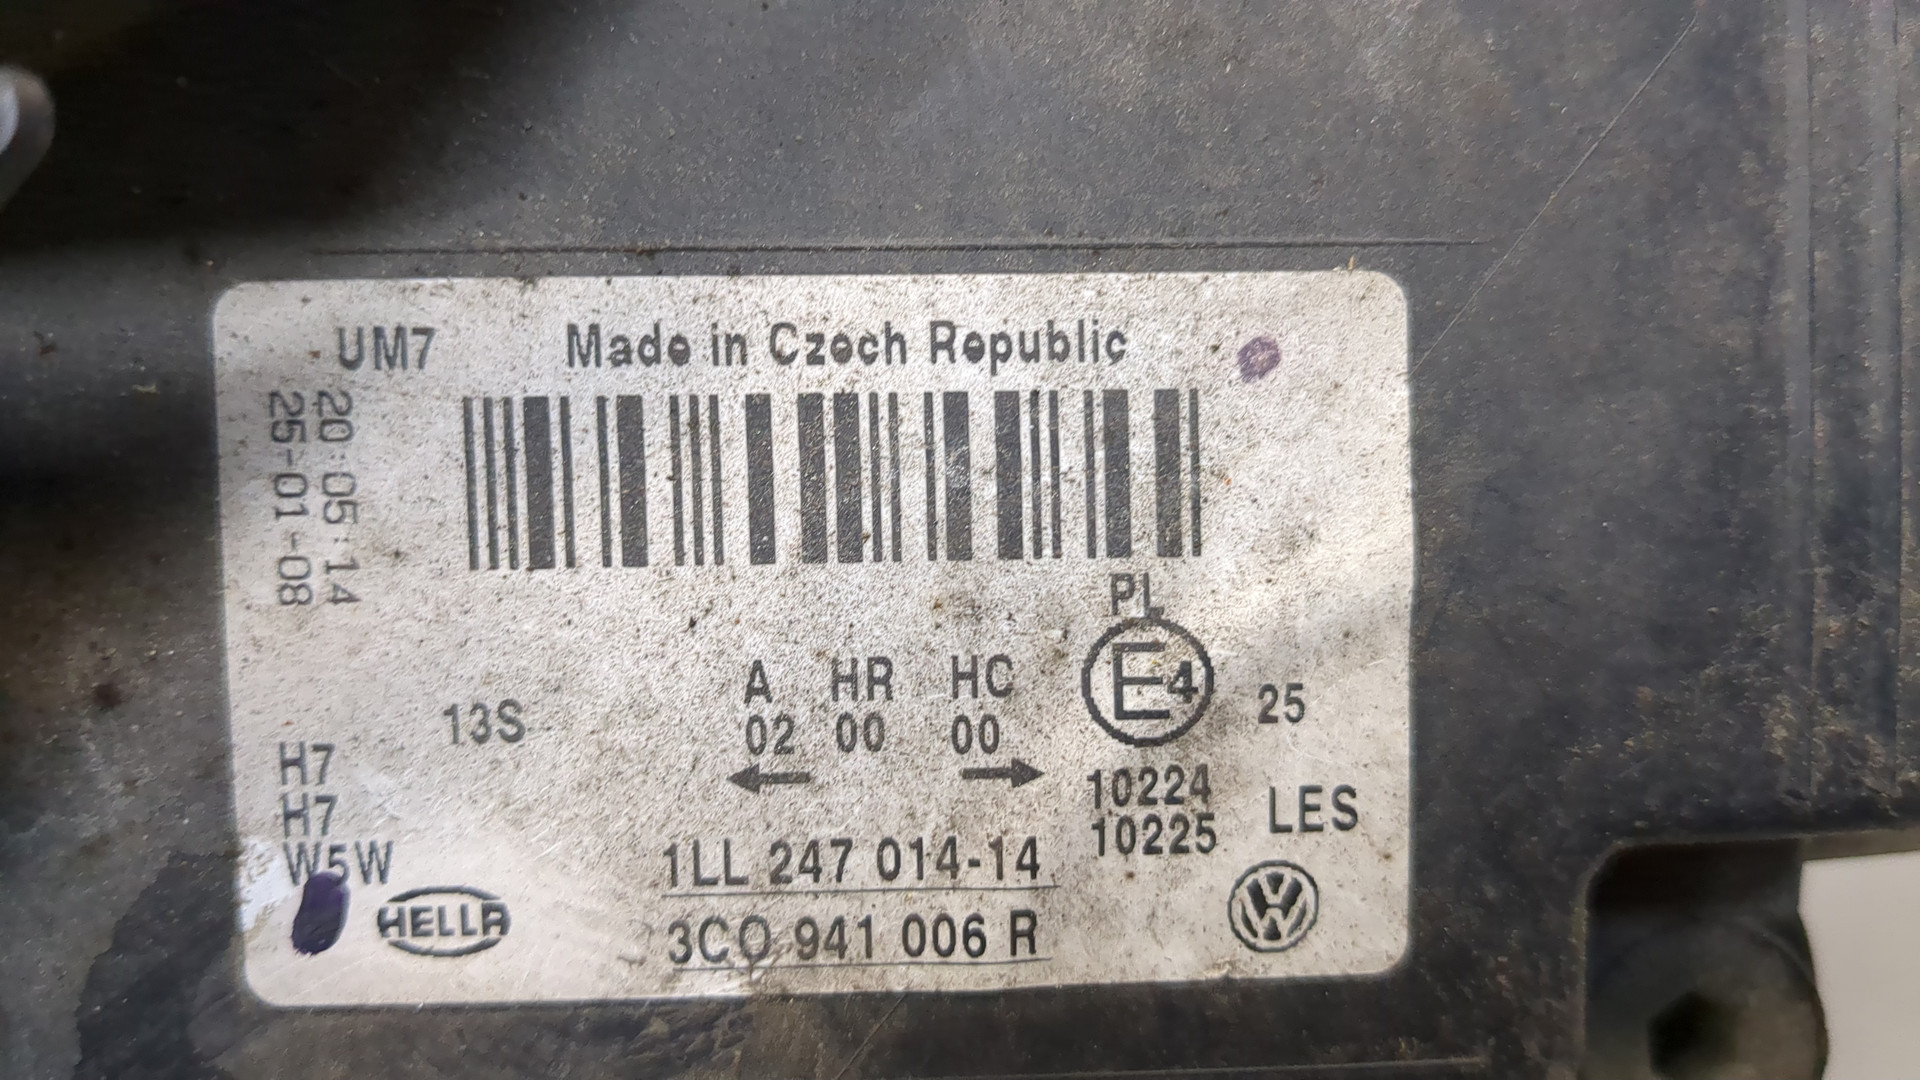 UM7 Made in Czech Republic
20:05:14
25-01-08
PL
A HR HC E4
13S 02 00 00 25
H7
H7
W5W
10224
10225
LES
1LL 247 014-14
HELLA
3C0 941 006 R
VW